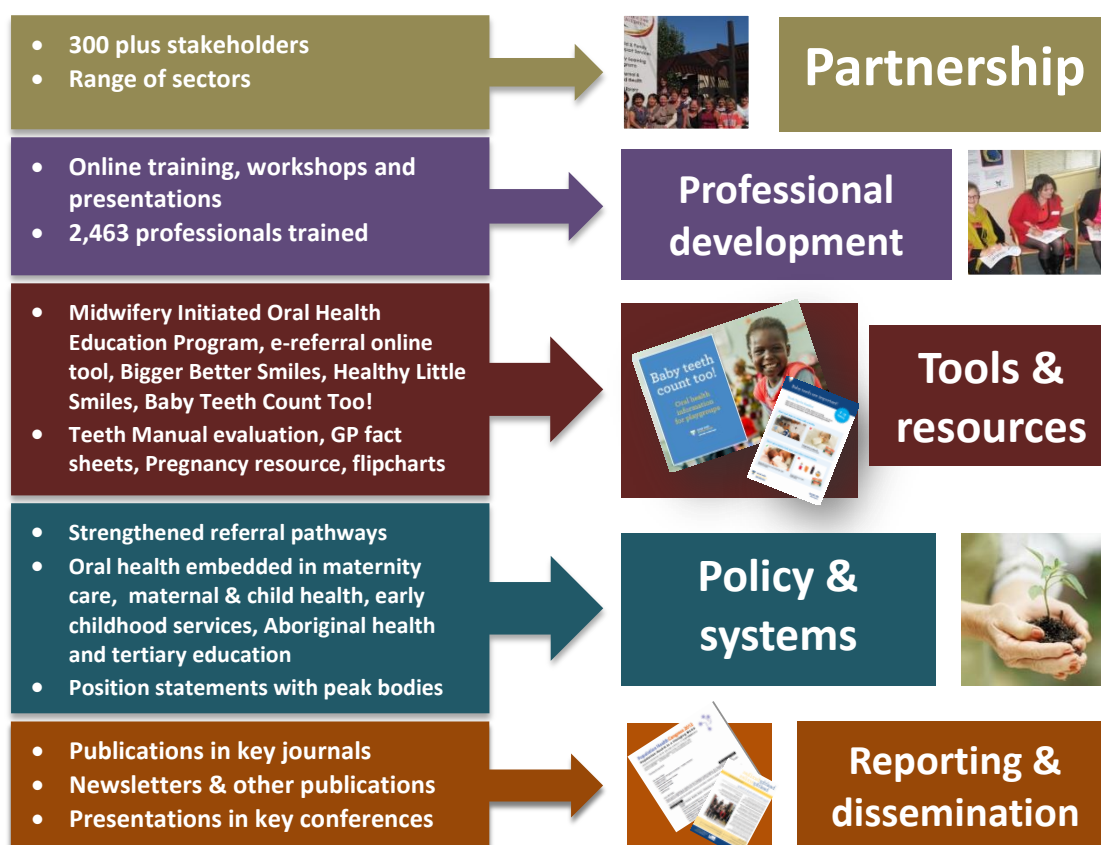 • 300 plus stakeholders
• Range of sectors
Partnership
• Online training, workshops and
presentations
• 2,463 professionals trained
Professional
development
• Midwifery Initiated Oral Health
Education Program, e-referral online
tool, Bigger Better Smiles, Healthy Little
Smiles, Baby Teeth Count Too!
• Teeth Manual evaluation, GP fact
sheets, Pregnancy resource, flipcharts
Baby teeth
count too!
Oral health
information
for playgroups
Tools &
resources
• Strengthened referral pathways
• Oral health embedded in maternity
care,  maternal & child health, early
childhood services, Aboriginal health
and tertiary education
• Position statements with peak bodies
Policy &
systems
• Publications in key journals
• Newsletters & other publications
• Presentations in key conferences
Reporting &
dissemination